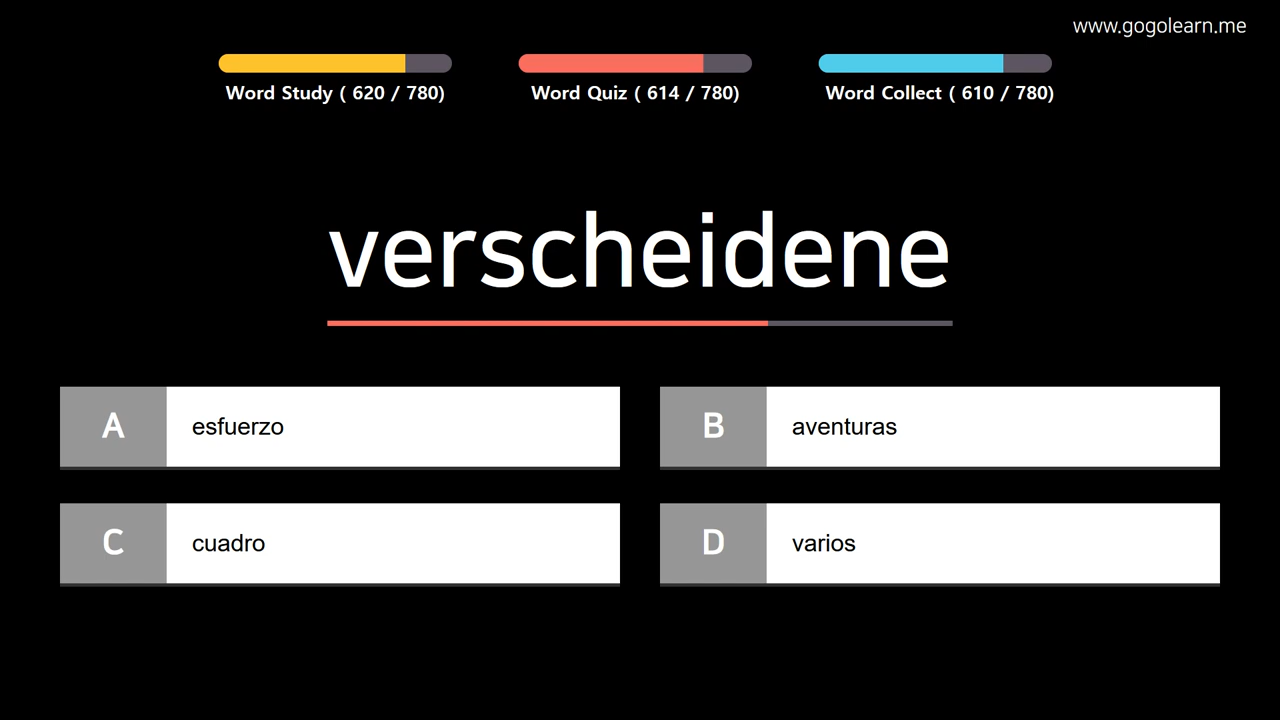 www.gogolearn.me
Word Study ( 620 / 780)
Word Quiz ( 614 / 780)
Word Collect ( 610 / 780)
verscheidene
A esfuerzo
B aventuras
C cuadro
D varios